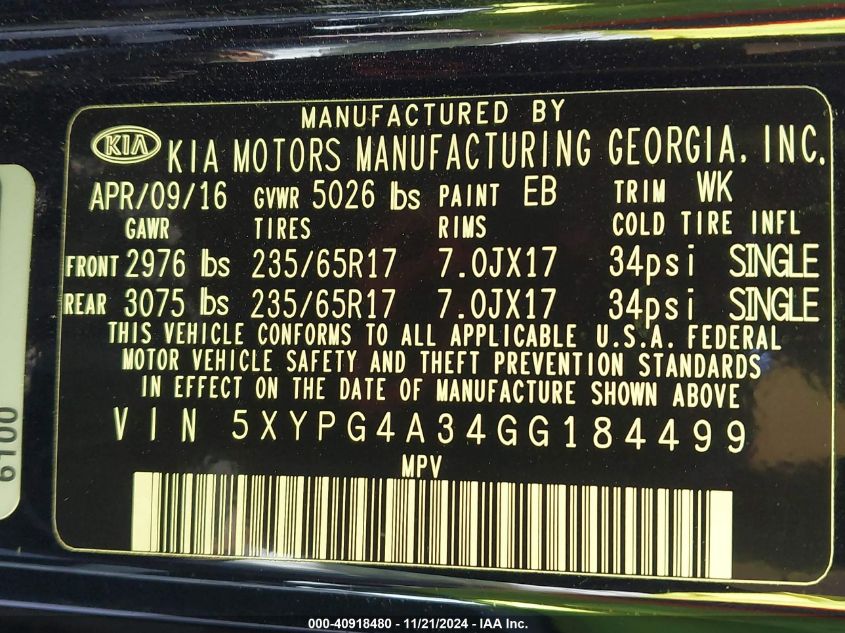 MANUFACTURED BY
KIA KIA MOTORS MANUFACTURING GEORGIA, INC.
APR/09/16 GVWR 5026 lbs PAINT EB TRIM WK
GAWR TIRES RIMS COLD TIRE INFL
FRONT 2976 lbs 235/65R17 7.0JX17 34psi SINGLE
REAR 3075 lbs 235/65R17 7.0JX17 34psi SINGLE
THIS VEHICLE CONFORMS TO ALL APPLICABLE U.S.A. FEDERAL
MOTOR VEHICLE SAFETY AND THEFT PREVENTION STANDARDS
IN EFFECT ON THE DATE OF MANUFACTURE SHOWN ABOVE
VIN 5XYPG4A34GG184499
MPV
000-40918480 - 11/21/2024 - IAA Inc.